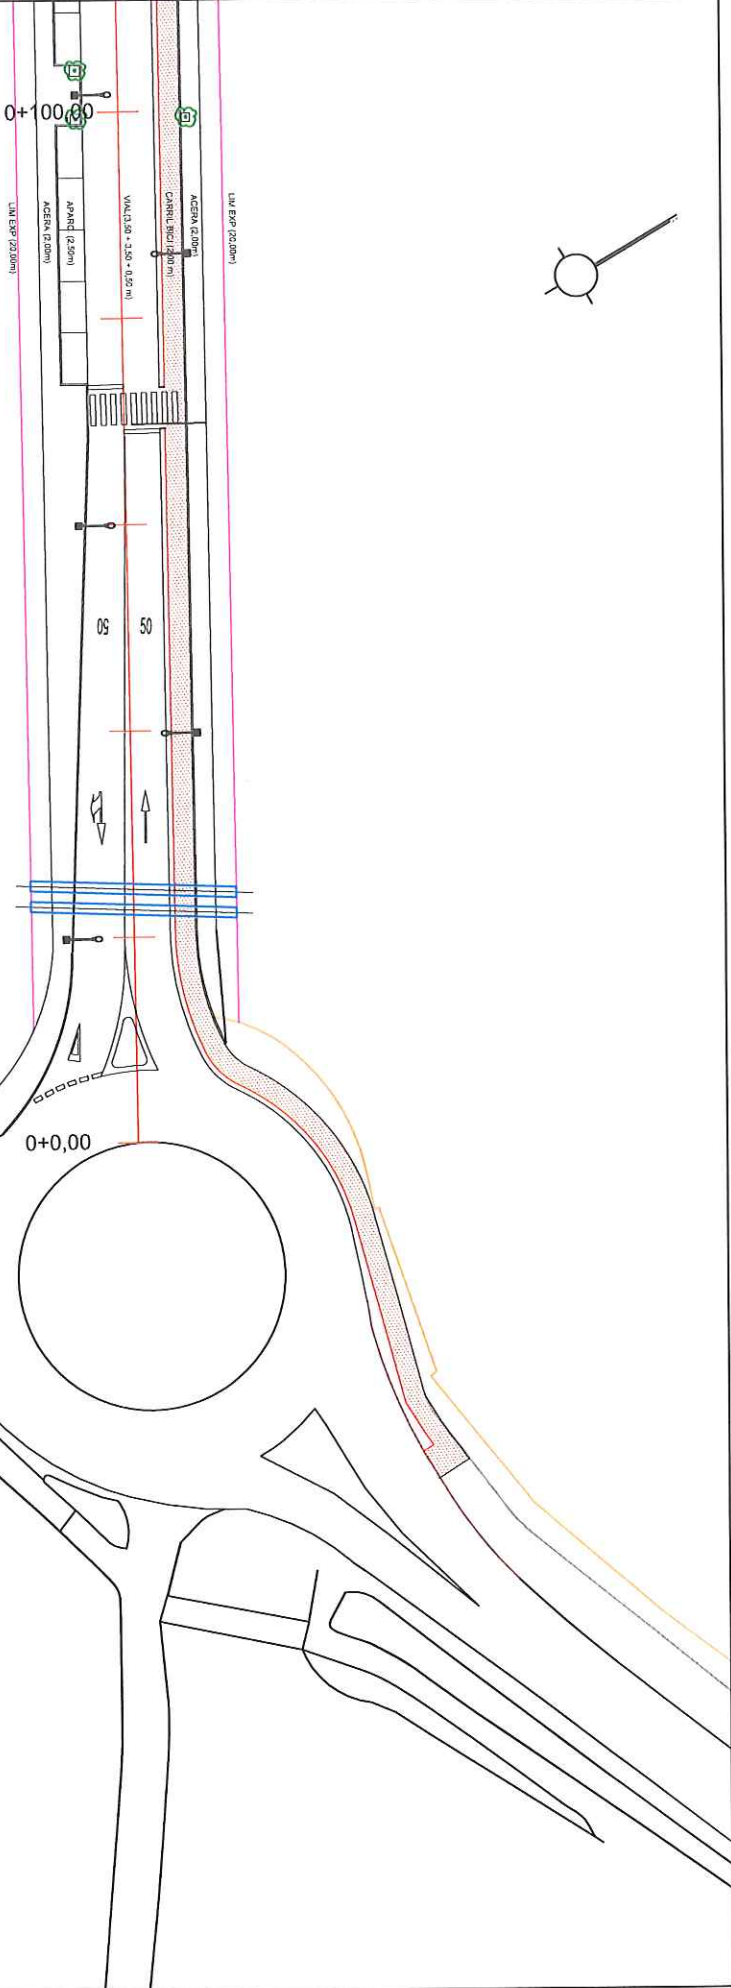 0+100,00
LIM EXP (20,00m)
ACERA (2,00m)
APARC (2,50m)
VIAL(3,50 + 3,50 + 0,50 m)
CARRIL BICI (2,00 m)
ACERA (2,00m)
LIM EXP (20,00m)
50
50
0+0,00